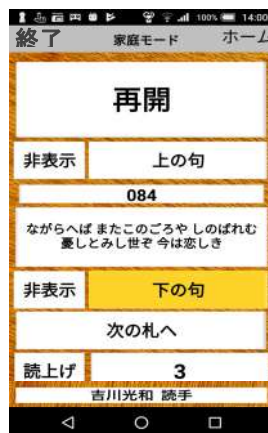 100% 14:00
終了 家庭モード ホーム
再開
非表示 上の句
084
ながらへば またこのごろや しのばれむ
憂しとみし世ぞ 今は恋しき
非表示 下の句
次の札へ
読上げ 3
吉川光和 読手